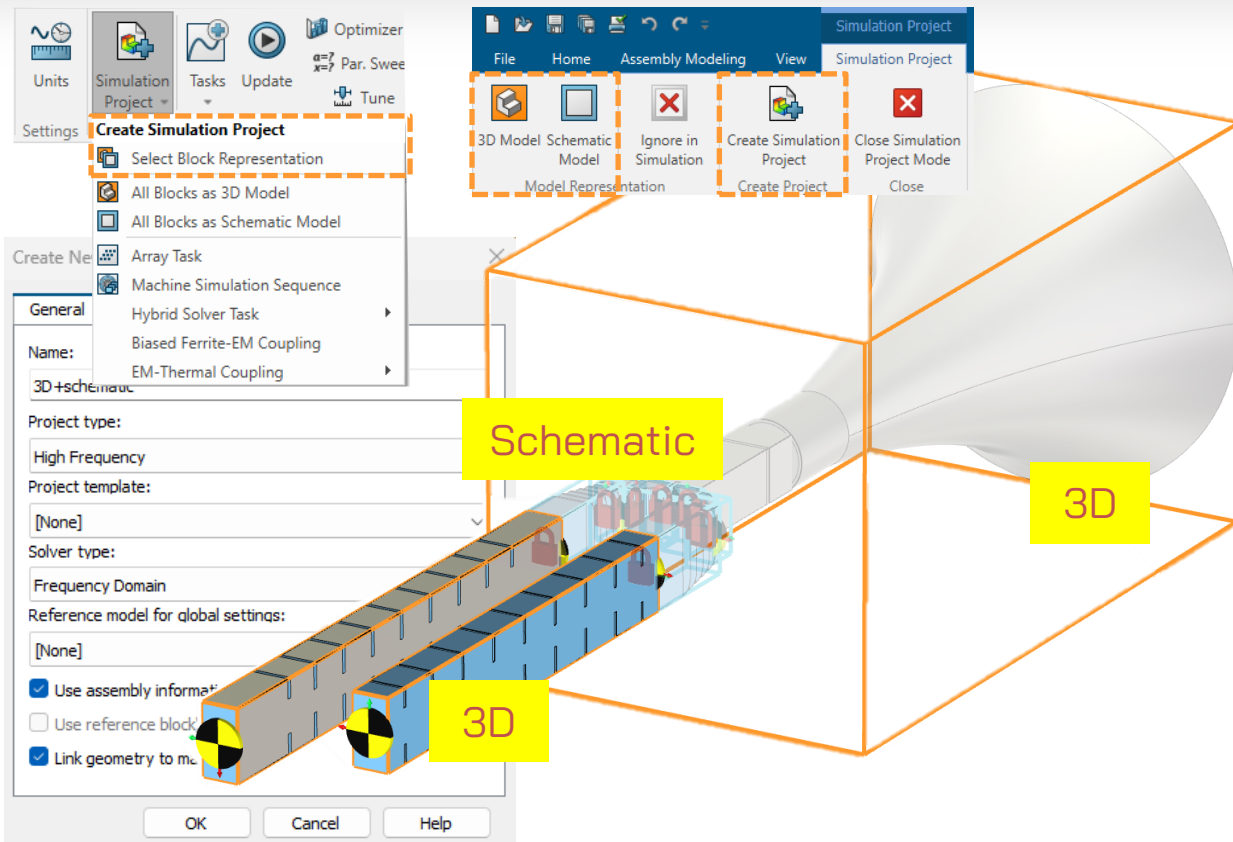 Units
Simulation
Project
Tasks
Update
Optimizer
α=?
x=?
Par. Swee
Tune
Settings
Create Simulation Project
Select Block Representation
All Blocks as 3D Model
All Blocks as Schematic Model
Array Task
Machine Simulation Sequence
Hybrid Solver Task
Biased Ferrite-EM Coupling
EM-Thermal Coupling
Simulation Project
File Home Assembly Modeling View Simulation Project
3D Model
Schematic
Model
Ignore in
Simulation
Create Simulation
Project
Close Simulation
Project Mode
Model Representation
Create Project
Close
Create Ne
General
Name:
3D+schematic
Project type:
High Frequency
Project template:
[None]
Solver type:
Frequency Domain
Reference model for global settings:
[None]
Use assembly informati
Use reference block
Link geometry to ma
OK Cancel Help
Schematic
3D
3D